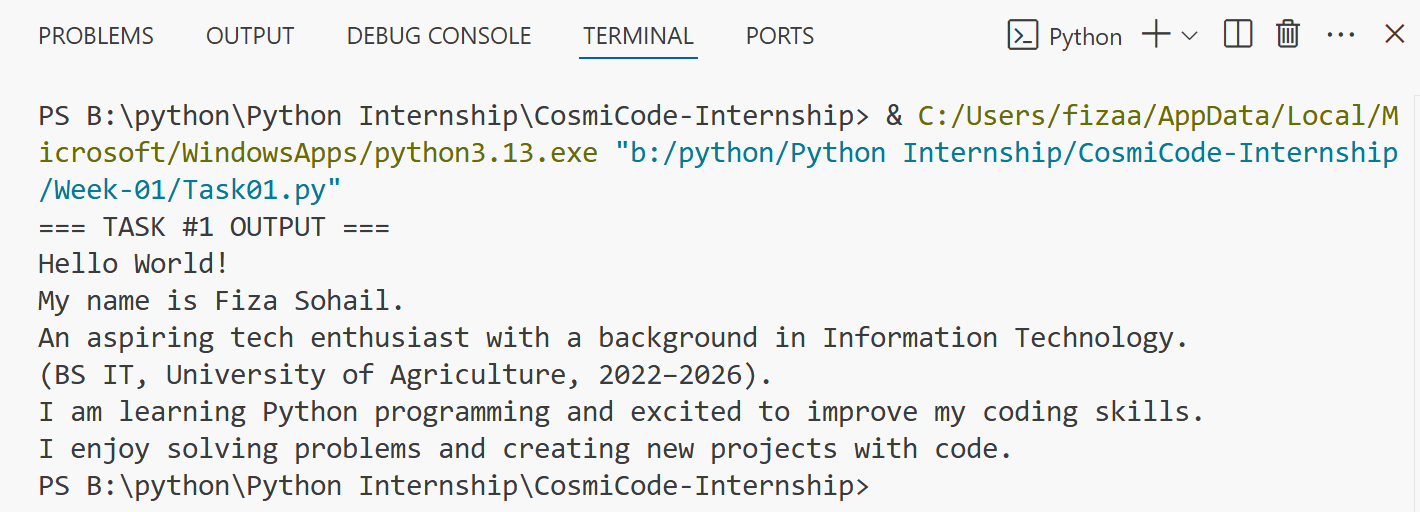 PROBLEMS OUTPUT DEBUG CONSOLE TERMINAL PORTS Python
PS B:\python\Python Internship\CosmiCode-Internship> & C:/Users/fizaa/AppData/Local/M
icrosoft/WindowsApps/python3.13.exe "b:/python/Python Internship/CosmiCode-Internship
/Week-01/Task01.py"
=== TASK #1 OUTPUT ===
Hello World!
My name is Fiza Sohail.
An aspiring tech enthusiast with a background in Information Technology.
(BS IT, University of Agriculture, 2022–2026).
I am learning Python programming and excited to improve my coding skills.
I enjoy solving problems and creating new projects with code.
PS B:\python\Python Internship\CosmiCode-Internship>